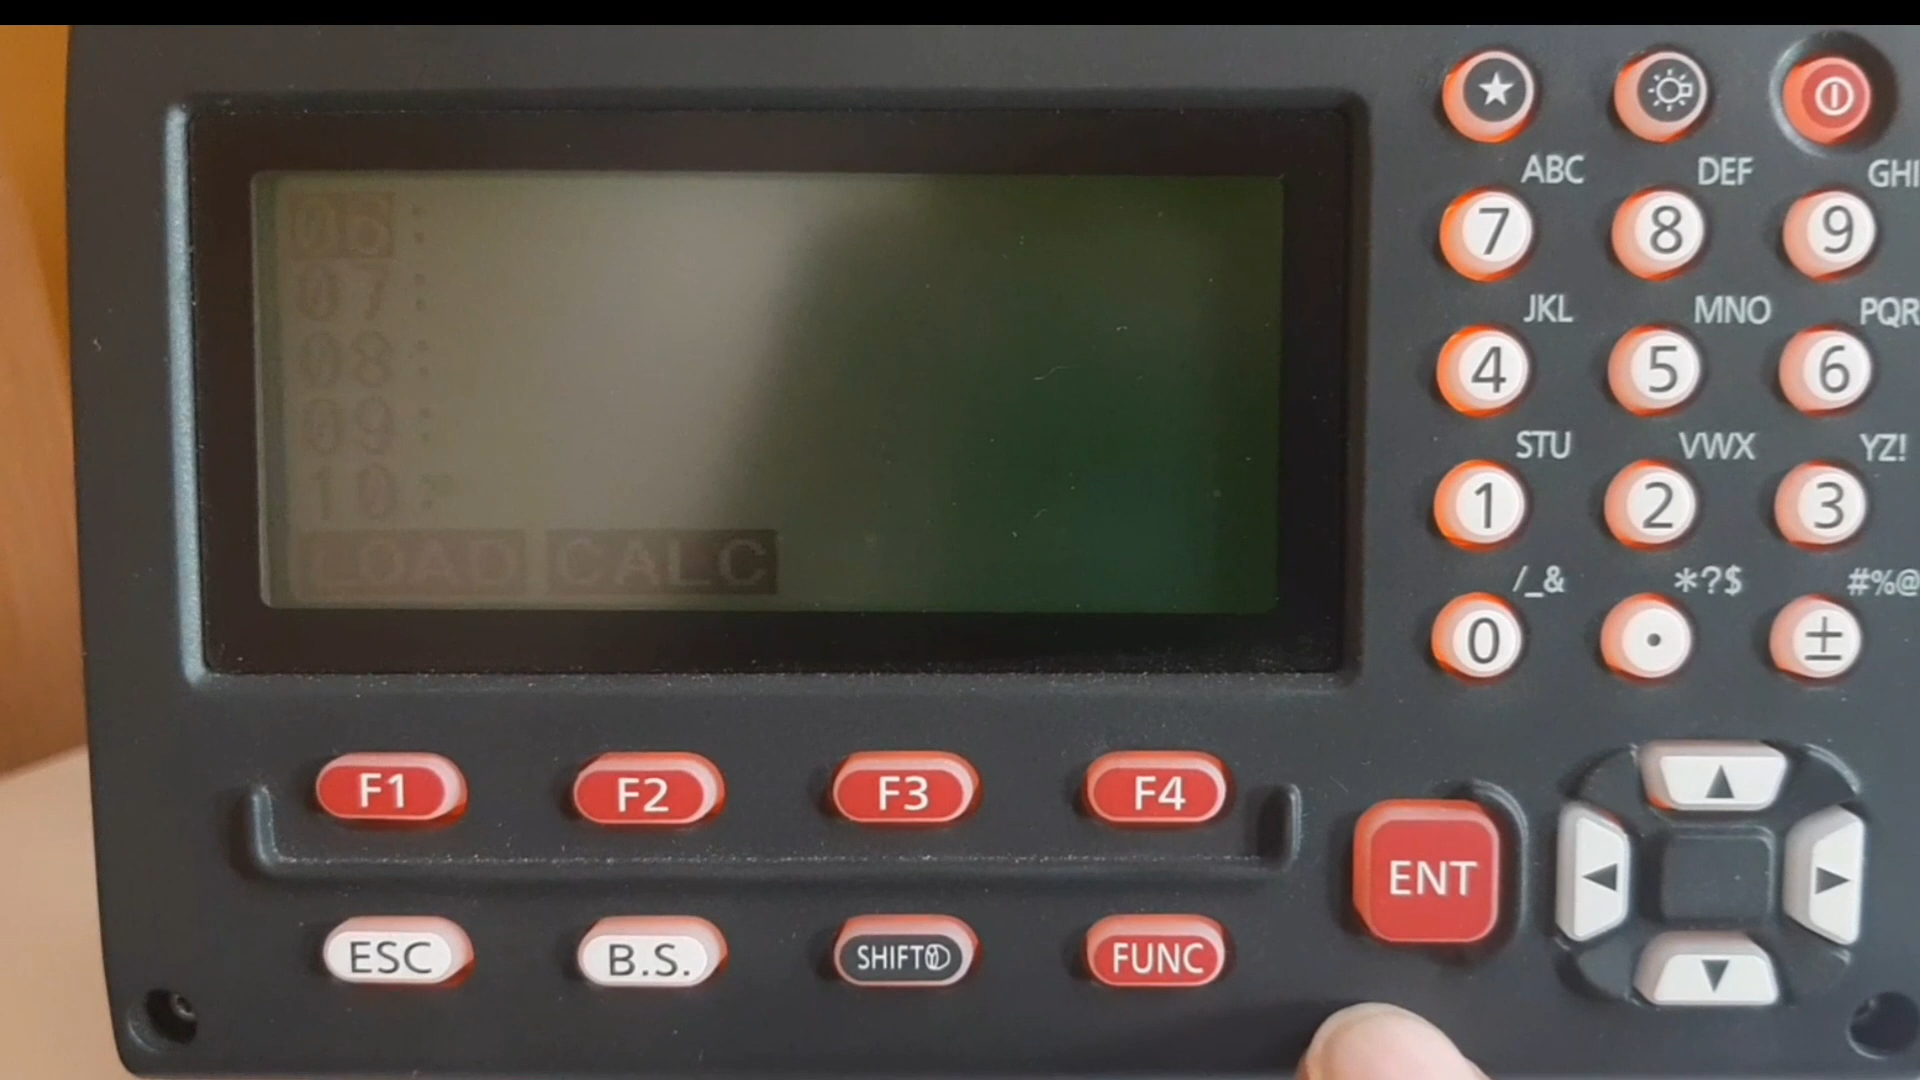 06:
07:
08:
09:
10:
LOAD CALC
ABC DEF GHI
7 8 9
JKL MNO PQR
4 5 6
STU VWX YZ!
1 2 3
/_& *?$ #%@
0 . ±
F1 F2 F3 F4
ENT
ESC B.S. SHIFT FUNC